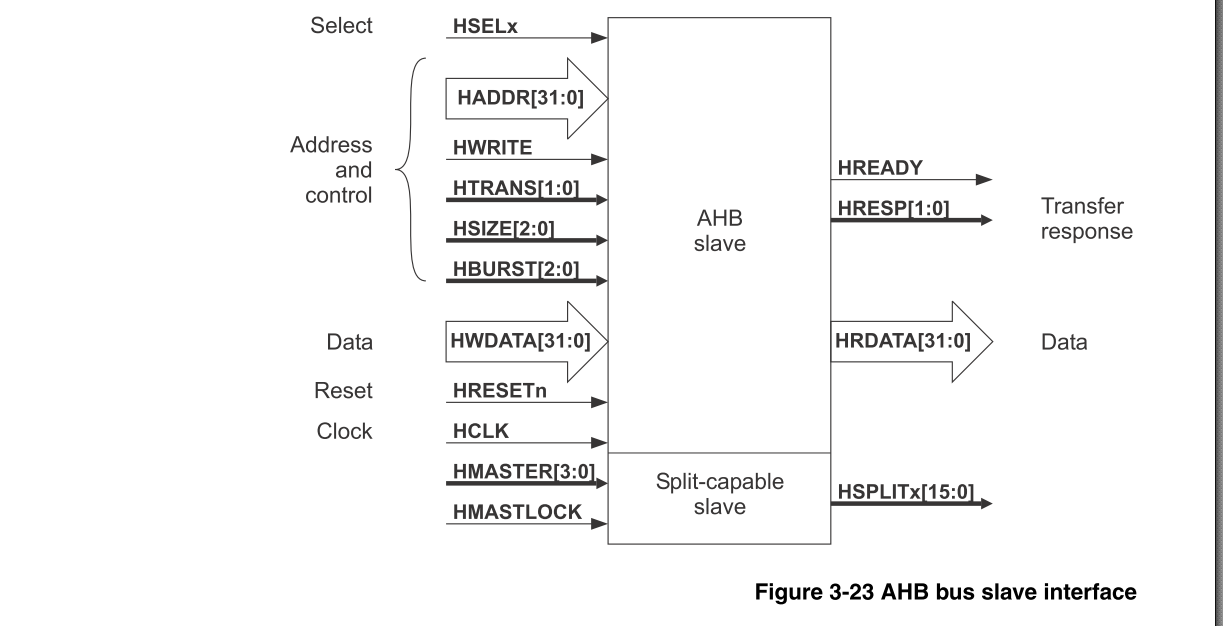 Select
HSELx
HADDR[31:0]
Address
and
control
HWRITE
HTRANS[1:0]
HSIZE[2:0]
HBURST[2:0]
AHB
slave
HREADY
HRESP[1:0]
Transfer
response
Data
HWDATA[31:0]
HRDATA[31:0]
Data
Reset
HRESETn
Clock
HCLK
HMASTER[3:0]
HMASTLOCK
Split-capable
slave
HSPLITx[15:0]
Figure 3-23 AHB bus slave interface